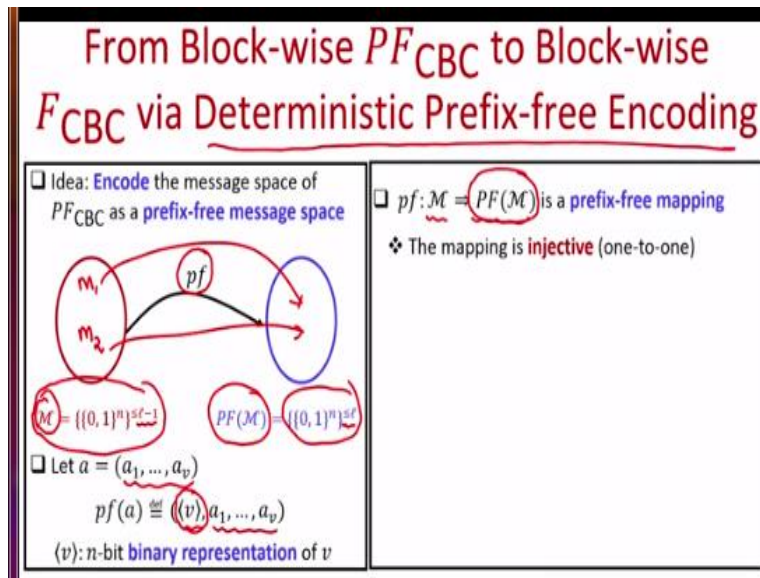 From Block-wise PF_CBC to Block-wise
F_CBC via Deterministic Prefix-free Encoding
❑ Idea: Encode the message space of
PF_CBC as a prefix-free message space
m₁
pf
m₂
ℳ = {{0, 1}ⁿ}^{≤ℓ−1}
PF(ℳ) = {{0, 1}ⁿ}^{≤ℓ}
❑ Let a = (a₁, … , aᵥ)
pf(a) ≝ (⟨v⟩, a₁, … , aᵥ)
⟨v⟩: n-bit binary representation of v
❑ pf: ℳ ⇒ PF(ℳ) is a prefix-free mapping
❖ The mapping is injective (one-to-one)